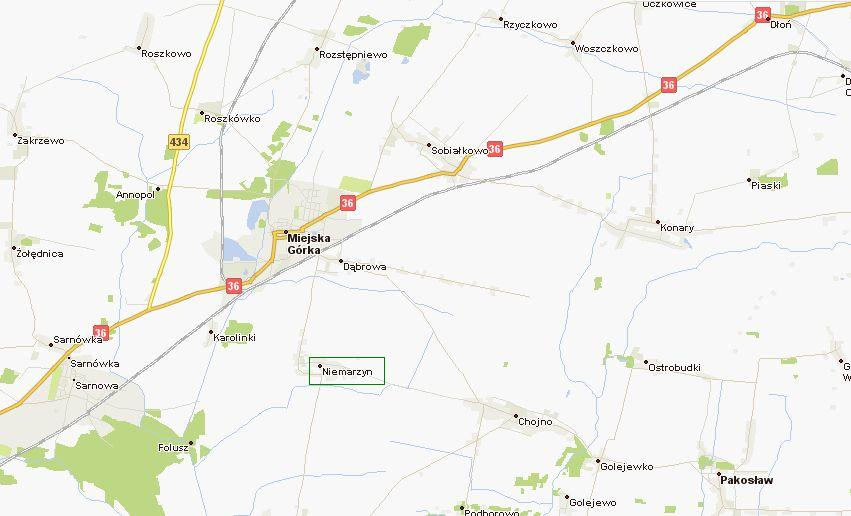 Uczkowice
Rzyczkowo
36
Dłoń
Roszkowo
Rozstępniewo
Woszczkowo
36
Roszkówko
Zakrzewo
434
Sobiałkowo
36
Annopol
Piaski
36
Konary
Miejska
Górka
Żołędnica
Dąbrowa
36
36
Sarnówka
Karolinki
Sarnówka
Sarnowa
Niemarzyn
Ostrobudki
Chojno
Folusz
Golejewko
Pakosław
Golejewo
Podborowo